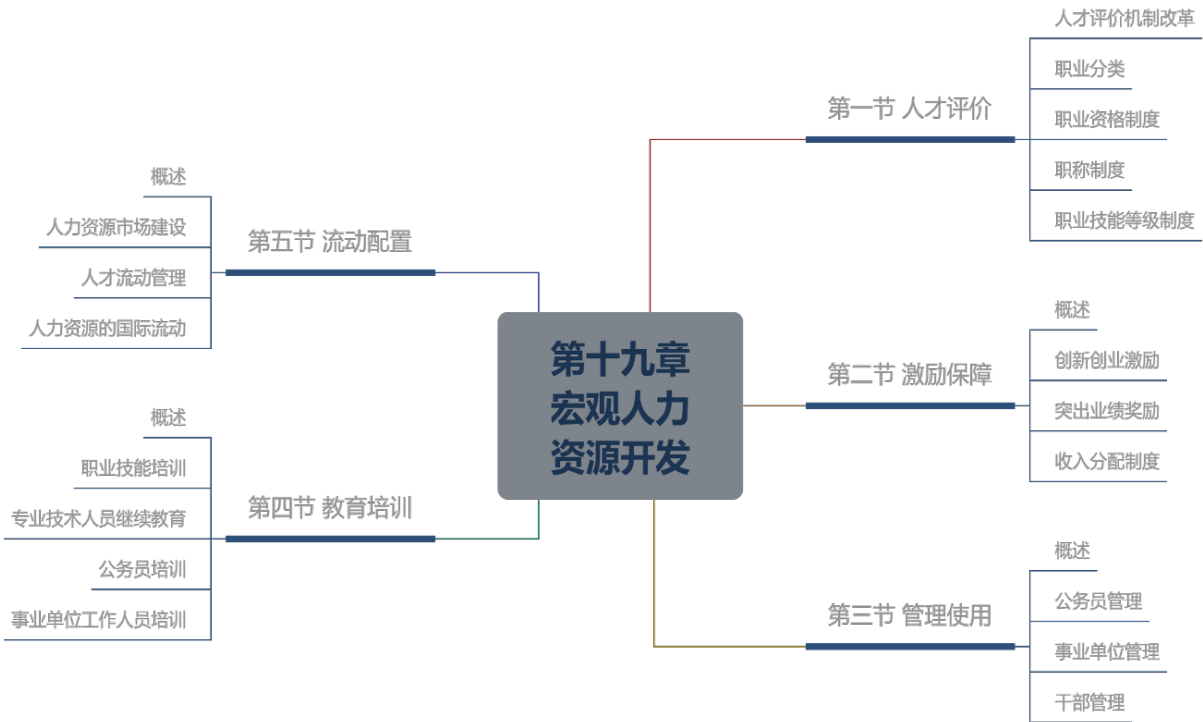 第十九章
宏观人力
资源开发
第一节 人才评价
人才评价机制改革
职业分类
职业资格制度
职称制度
职业技能等级制度
第二节 激励保障
概述
创新创业激励
突出业绩奖励
收入分配制度
第三节 管理使用
概述
公务员管理
事业单位管理
干部管理
第四节 教育培训
概述
职业技能培训
专业技术人员继续教育
公务员培训
事业单位工作人员培训
第五节 流动配置
概述
人力资源市场建设
人才流动管理
人力资源的国际流动